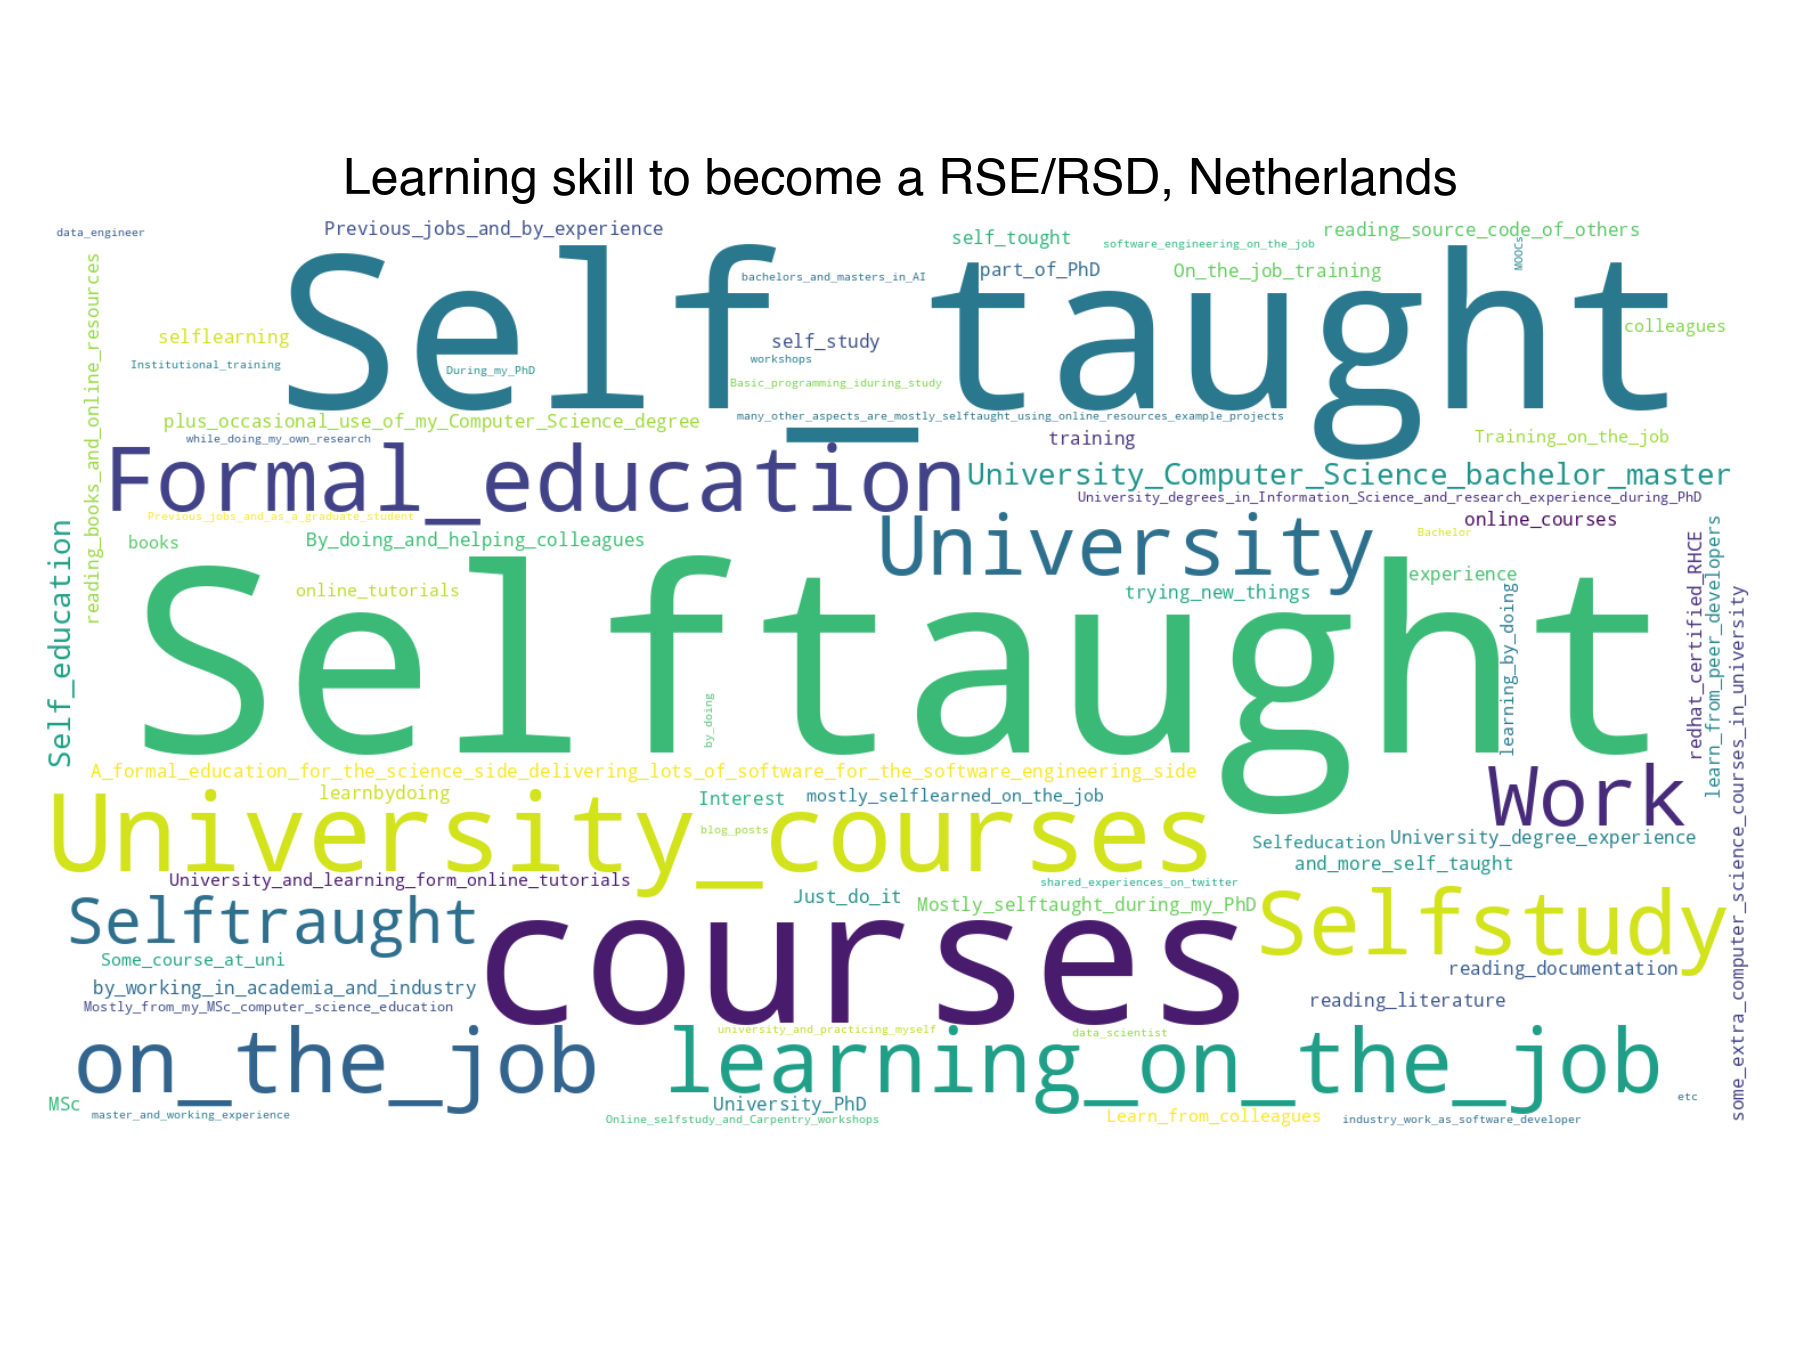 Learning skill to become a RSE/RSD, Netherlands
data_engineer
Previous_jobs_and_by_experience
self_tought
software_engineering_on_the_job
reading_source_code_of_others
MOOCs
Self_taught
bachelors_and_masters_in_AI
part_of_PhD
On_the_job_training
reading_books_and_online_resources
selflearning
self_study
colleagues
Institutional_training
During_my_PhD
workshops
Basic_programming_iduring_study
plus_occasional_use_of_my_Computer_Science_degree
many_other_aspects_are_mostly_selftaught_using_online_resources_example_projects
while_doing_my_own_research
training
Training_on_the_job
Formal_education
University_Computer_Science_bachelor_master
University_degrees_in_Information_Science_and_research_experience_during_PhD
Previous_jobs_and_as_a_graduate_student
online_courses
University
Bachelor
books
By_doing_and_helping_colleagues
Self_education
experience
redhat_certified_RHCE
learn_from_peer_developers
some_extra_computer_science_courses_in_university
online_tutorials
trying_new_things
learning_by_doing
Selftaught
by_doing
A_formal_education_for_the_science_side_delivering_lots_of_software_for_the_software_engineering_side
Work
learnbydoing
Interest
mostly_selflearned_on_the_job
University_courses
blog_posts
Selfeducation
University_degree_experience
and_more_self_taught
University_and_learning_form_online_tutorials
shared_experiences_on_twitter
Just_do_it
Mostly_selftaught_during_my_PhD
Selftraught
Selfstudy
courses
Some_course_at_uni
reading_documentation
by_working_in_academia_and_industry
reading_literature
Mostly_from_my_MSc_computer_science_education
university_and_practicing_myself
data_scientist
on_the_job
learning_on_the_job
MSc
University_PhD
etc
master_and_working_experience
Online_selfstudy_and_Carpentry_workshops
Learn_from_colleagues
industry_work_as_software_developer